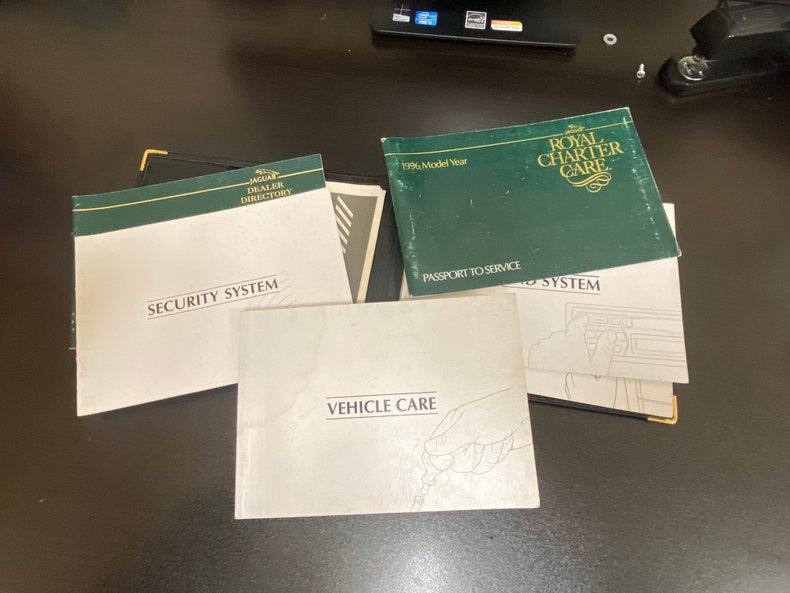 JAGUAR
DEALER
DIRECTORY
SECURITY SYSTEM
1996 Model Year
JAGUAR
ROYAL
CHARTER
CARE
PASSPORT TO SERVICE
SYSTEM
VEHICLE CARE